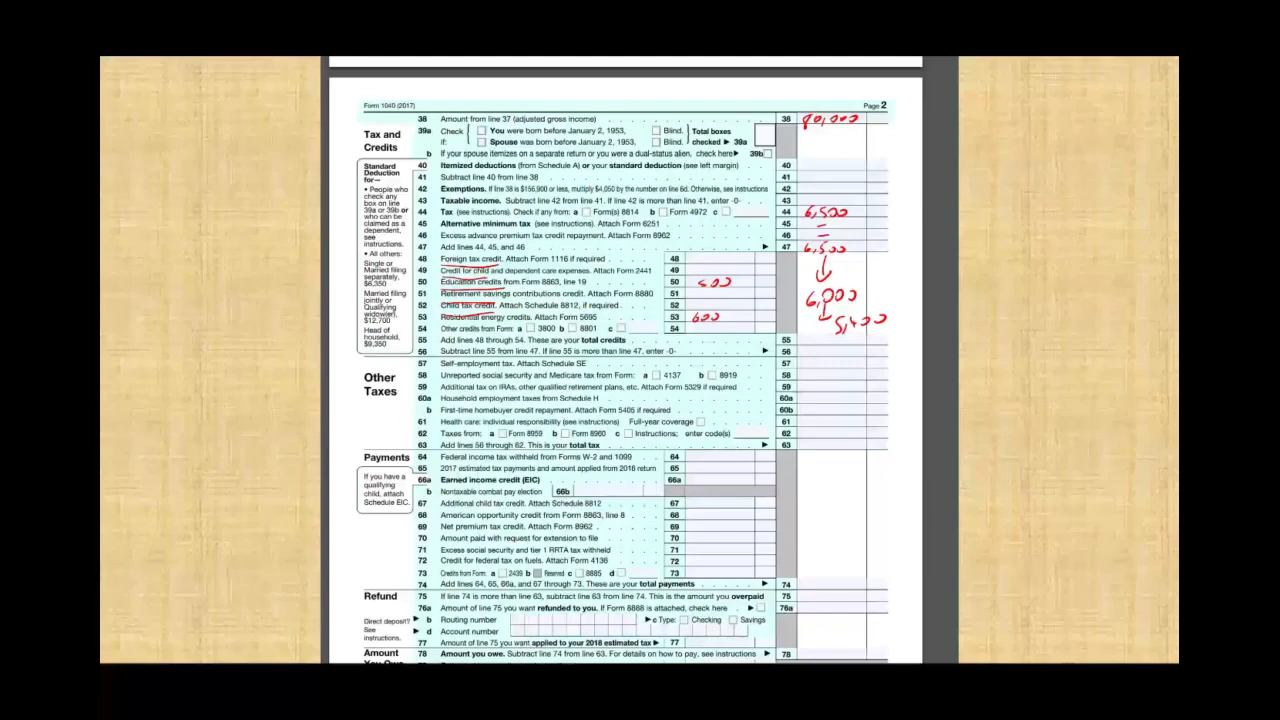 Form 1040 (2017) Page 2
38 Amount from line 37 (adjusted gross income) 38 80,000
Tax and Credits
39a Check if: { You were born before January 2, 1953, Blind. } Total boxes
Spouse was born before January 2, 1953, Blind. checked ▶ 39a
b If your spouse itemizes on a separate return or you were a dual-status alien, check here▶ 39b
Standard
Deduction
for—
• People who
check any
box on line
39a or 39b or
who can be
claimed as a
dependent,
see
instructions.
• All others:
Single or
Married filing
separately,
$6,350
Married filing
jointly or
Qualifying
widow(er),
$12,700
Head of
household,
$9,350
40 Itemized deductions (from Schedule A) or your standard deduction (see left margin) 40
41 Subtract line 40 from line 38 41
42 Exemptions. If line 38 is $156,900 or less, multiply $4,050 by the number on line 6d. Otherwise, see instructions 42
43 Taxable income. Subtract line 42 from line 41. If line 42 is more than line 41, enter -0- 43
44 Tax (see instructions). Check if any from: a Form(s) 8814 b Form 4972 c 44 6,500
45 Alternative minimum tax (see instructions). Attach Form 6251 45 —
46 Excess advance premium tax credit repayment. Attach Form 8962 46 —
47 Add lines 44, 45, and 46 ▶ 47 6,500
48 Foreign tax credit. Attach Form 1116 if required 48
49 Credit for child and dependent care expenses. Attach Form 2441 49
50 Education credits from Form 8863, line 19 50 500
51 Retirement savings contributions credit. Attach Form 8880 51
6,000
52 Child tax credit. Attach Schedule 8812, if required 52
53 Residential energy credits. Attach Form 5695 53 600
5,400
54 Other credits from Form: a 3800 b 8801 c 54
55 Add lines 48 through 54. These are your total credits 55
56 Subtract line 55 from line 47. If line 55 is more than line 47, enter -0- ▶ 56
Other Taxes
57 Self-employment tax. Attach Schedule SE 57
58 Unreported social security and Medicare tax from Form: a 4137 b 8919 58
59 Additional tax on IRAs, other qualified retirement plans, etc. Attach Form 5329 if required 59
60a Household employment taxes from Schedule H 60a
b First-time homebuyer credit repayment. Attach Form 5405 if required 60b
61 Health care: individual responsibility (see instructions) Full-year coverage 61
62 Taxes from: a Form 8959 b Form 8960 c Instructions; enter code(s) 62
63 Add lines 56 through 62. This is your total tax ▶ 63
Payments
If you have a
qualifying
child, attach
Schedule EIC.
64 Federal income tax withheld from Forms W-2 and 1099 64
65 2017 estimated tax payments and amount applied from 2016 return 65
66a Earned income credit (EIC) 66a
b Nontaxable combat pay election 66b
67 Additional child tax credit. Attach Schedule 8812 67
68 American opportunity credit from Form 8863, line 8 68
69 Net premium tax credit. Attach Form 8962 69
70 Amount paid with request for extension to file 70
71 Excess social security and tier 1 RRTA tax withheld 71
72 Credit for federal tax on fuels. Attach Form 4136 72
73 Credits from Form: a 2439 b Reserved c 8885 d 73
74 Add lines 64, 65, 66a, and 67 through 73. These are your total payments ▶ 74
Refund
75 If line 74 is more than line 63, subtract line 63 from line 74. This is the amount you overpaid 75
76a Amount of line 75 you want refunded to you. If Form 8888 is attached, check here ▶ 76a
Direct deposit?
See
instructions.
▶ b Routing number ▶ c Type: Checking Savings
▶ d Account number
77 Amount of line 75 you want applied to your 2018 estimated tax ▶ 77
Amount
78 Amount you owe. Subtract line 74 from line 63. For details on how to pay, see instructions ▶ 78